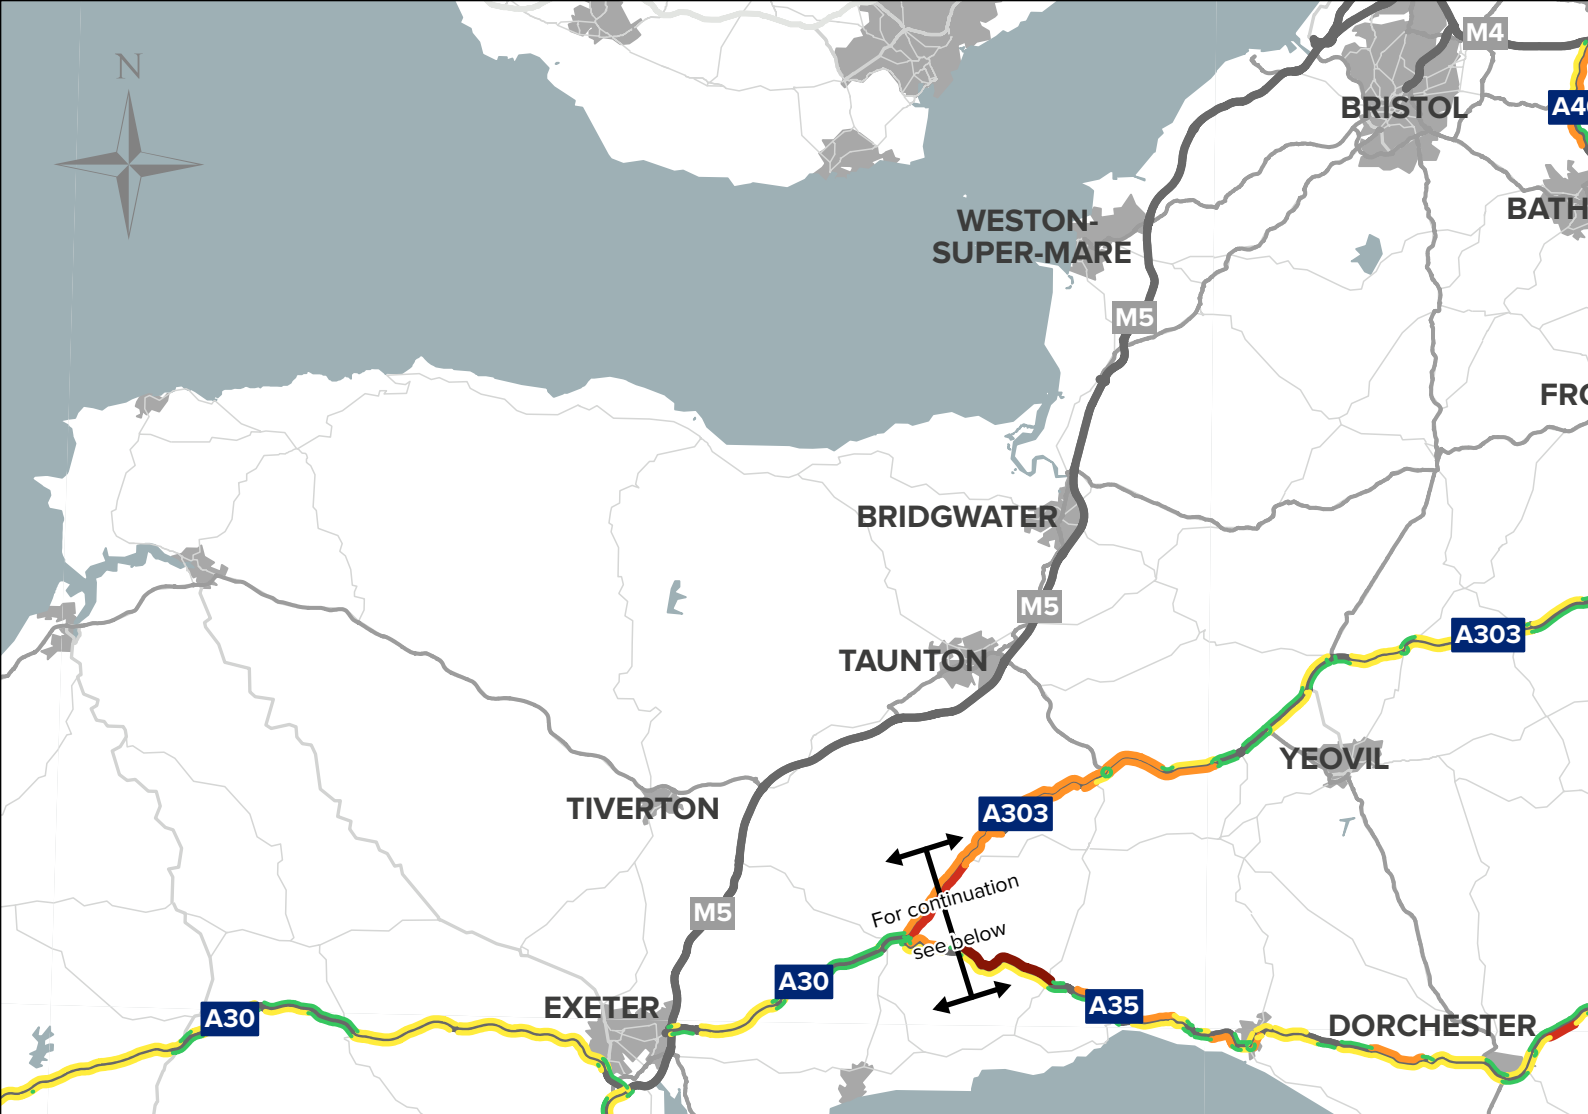 N
M4
BRISTOL
A4
BATH
WESTON-
SUPER-MARE
M5
FRO
BRIDGWATER
M5
A303
TAUNTON
YEOVIL
TIVERTON
A303
For continuation
see below
M5
A30
EXETER
A30
A35
DORCHESTER